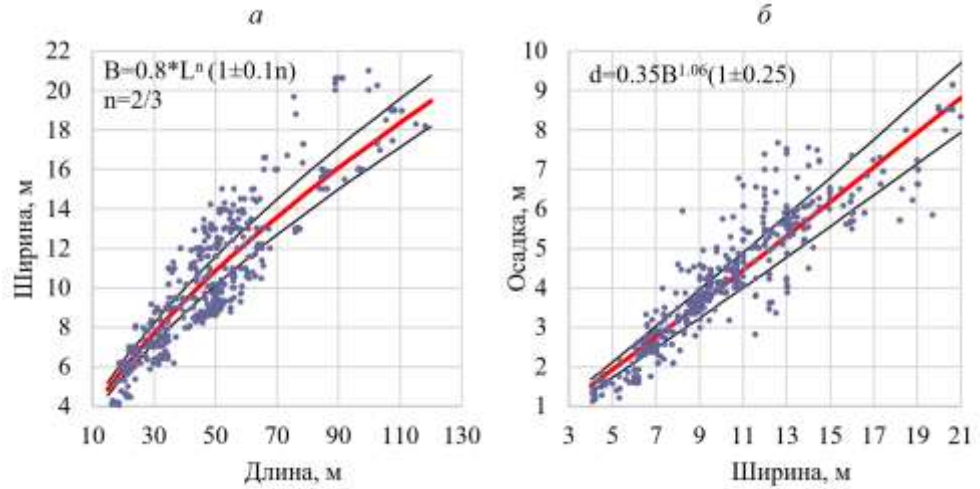 а
22
20
18
16
14
12
10
8
6
4
Ширина, м
B=0.8*Lⁿ (1±0.1n)
n=2/3
10 30 50 70 90 110 130
Длина, м
б
10
9
8
7
6
5
4
3
2
1
Осадка, м
d=0.35B¹·⁰⁶(1±0.25)
3 5 7 9 11 13 15 17 19 21
Ширина, м